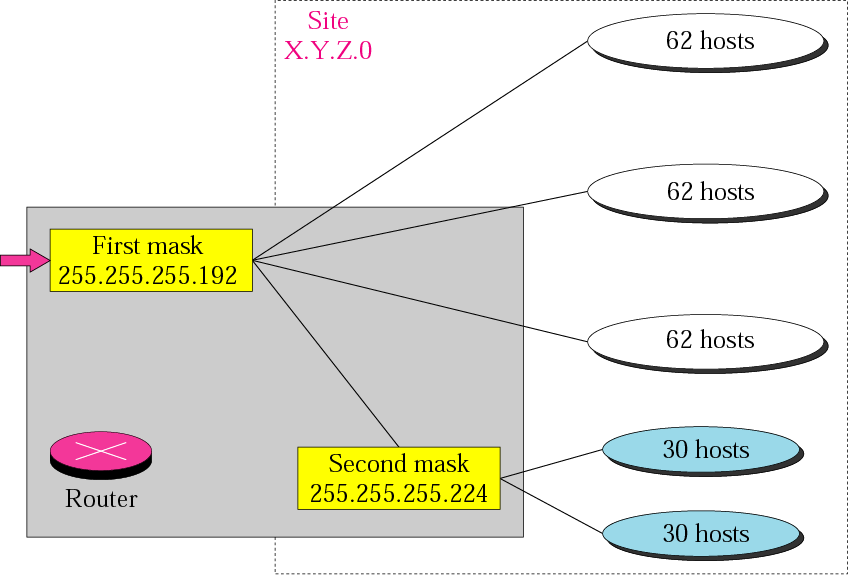 Site
X.Y.Z.0
62 hosts
62 hosts
First mask
255.255.255.192
62 hosts
30 hosts
Second mask
255.255.255.224
Router
30 hosts